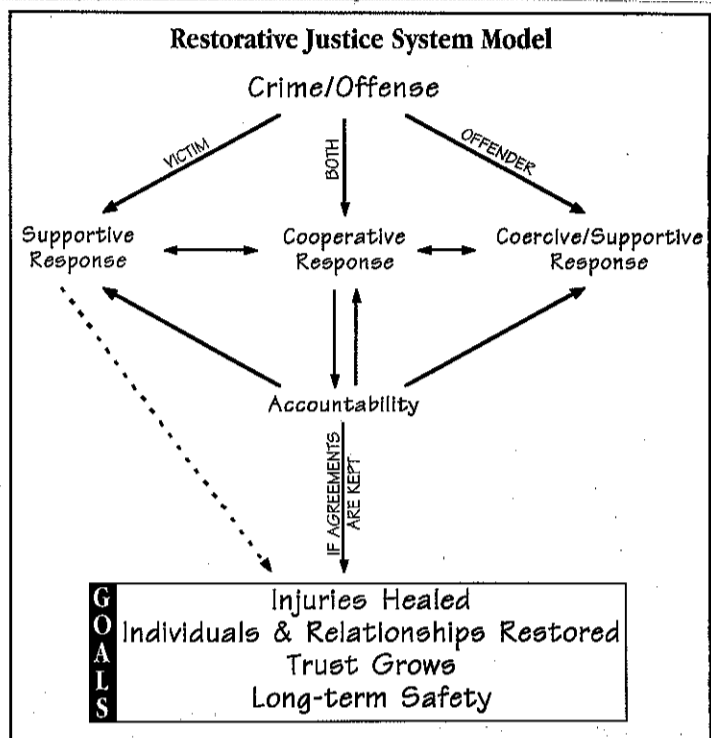 Restorative Justice System Model
Crime/Offense
VICTIM
BOTH
OFFENDER
Supportive
Response
Cooperative
Response
Coercive/Supportive
Response
Accountability
IF AGREEMENTS
ARE KEPT
GOALS
Injuries Healed
Individuals & Relationships Restored
Trust Grows
Long-term Safety